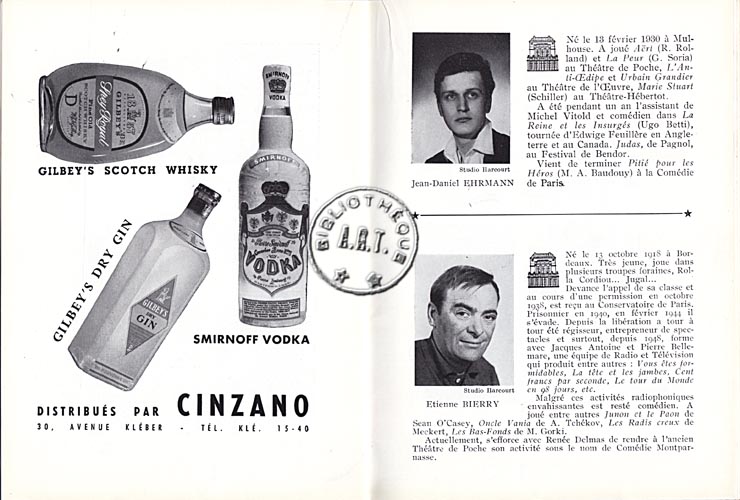 Spey Royal
GILBEY'S
GILBEY'S SCOTCH WHISKY
SMIRNOFF
VODKA
SMIRNOFF
VODKA
SMIRNOFF VODKA
GILBEY'S DRY GIN
GILBEYS
GIN
DISTRIBUÉS PAR CINZANO
30, AVENUE KLÉBER - TÉL. KLÉ. 15-40
BIBLIOTHÈQUE
A.R.T.
Studio Harcourt
Jean-Daniel EHRMANN
Né le 13 février 1930 à Mul-
house. A joué Aërt (R. Rol-
land) et La Peur (G. Soria)
au Théâtre de Poche, L'An-
ti-Œdipe et Urbain Grandier
au Théâtre de l'Œuvre, Marie Stuart
(Schiller) au Théâtre-Hébertot.
A été pendant un an l'assistant de
Michel Vitold et comédien dans La
Reine et les Insurgés (Ugo Betti),
tournée d'Edwige Feuillère en Angle-
terre et au Canada. Judas, de Pagnol,
au Festival de Bendor.
Vient de terminer Pitié pour les
Héros (M. A. Baudouy) à la Comédie
de Paris.
Studio Harcourt
Etienne BIERRY
Né le 13 octobre 1918 à Bor-
deaux. Très jeune, joue dans
plusieurs troupes foraines, Rol-
la Cordiou... Jugal...
Devance l'appel de sa classe et
au cours d'une permission en octobre
1938, est reçu au Conservatoire de Paris.
Prisonnier en 1940, en février 1944 il
s'évade. Depuis la libération a tour à
tour été régisseur, entrepreneur de spec-
tacles et surtout, depuis 1948, forme
avec Jacques Antoine et Pierre Belle-
mare, une équipe de Radio et Télévision
qui produit entre autres : Vous êtes for-
midables, La tête et les jambes, Cent
francs par seconde, Le tour du Monde
en 98 jours, etc.
Malgré ces activités radiophoniques
envahissantes est resté comédien. A
joué entre autres Junon et le Paon de
Sean O'Casey, Oncle Vania de A. Tchékov, Les Radis creux de
Meckert, Les Bas-Fonds de M. Gorki.
Actuellement, s'efforce avec Renée Delmas de rendre à l'ancien
Théâtre de Poche son activité sous le nom de Comédie Montpar-
nasse.